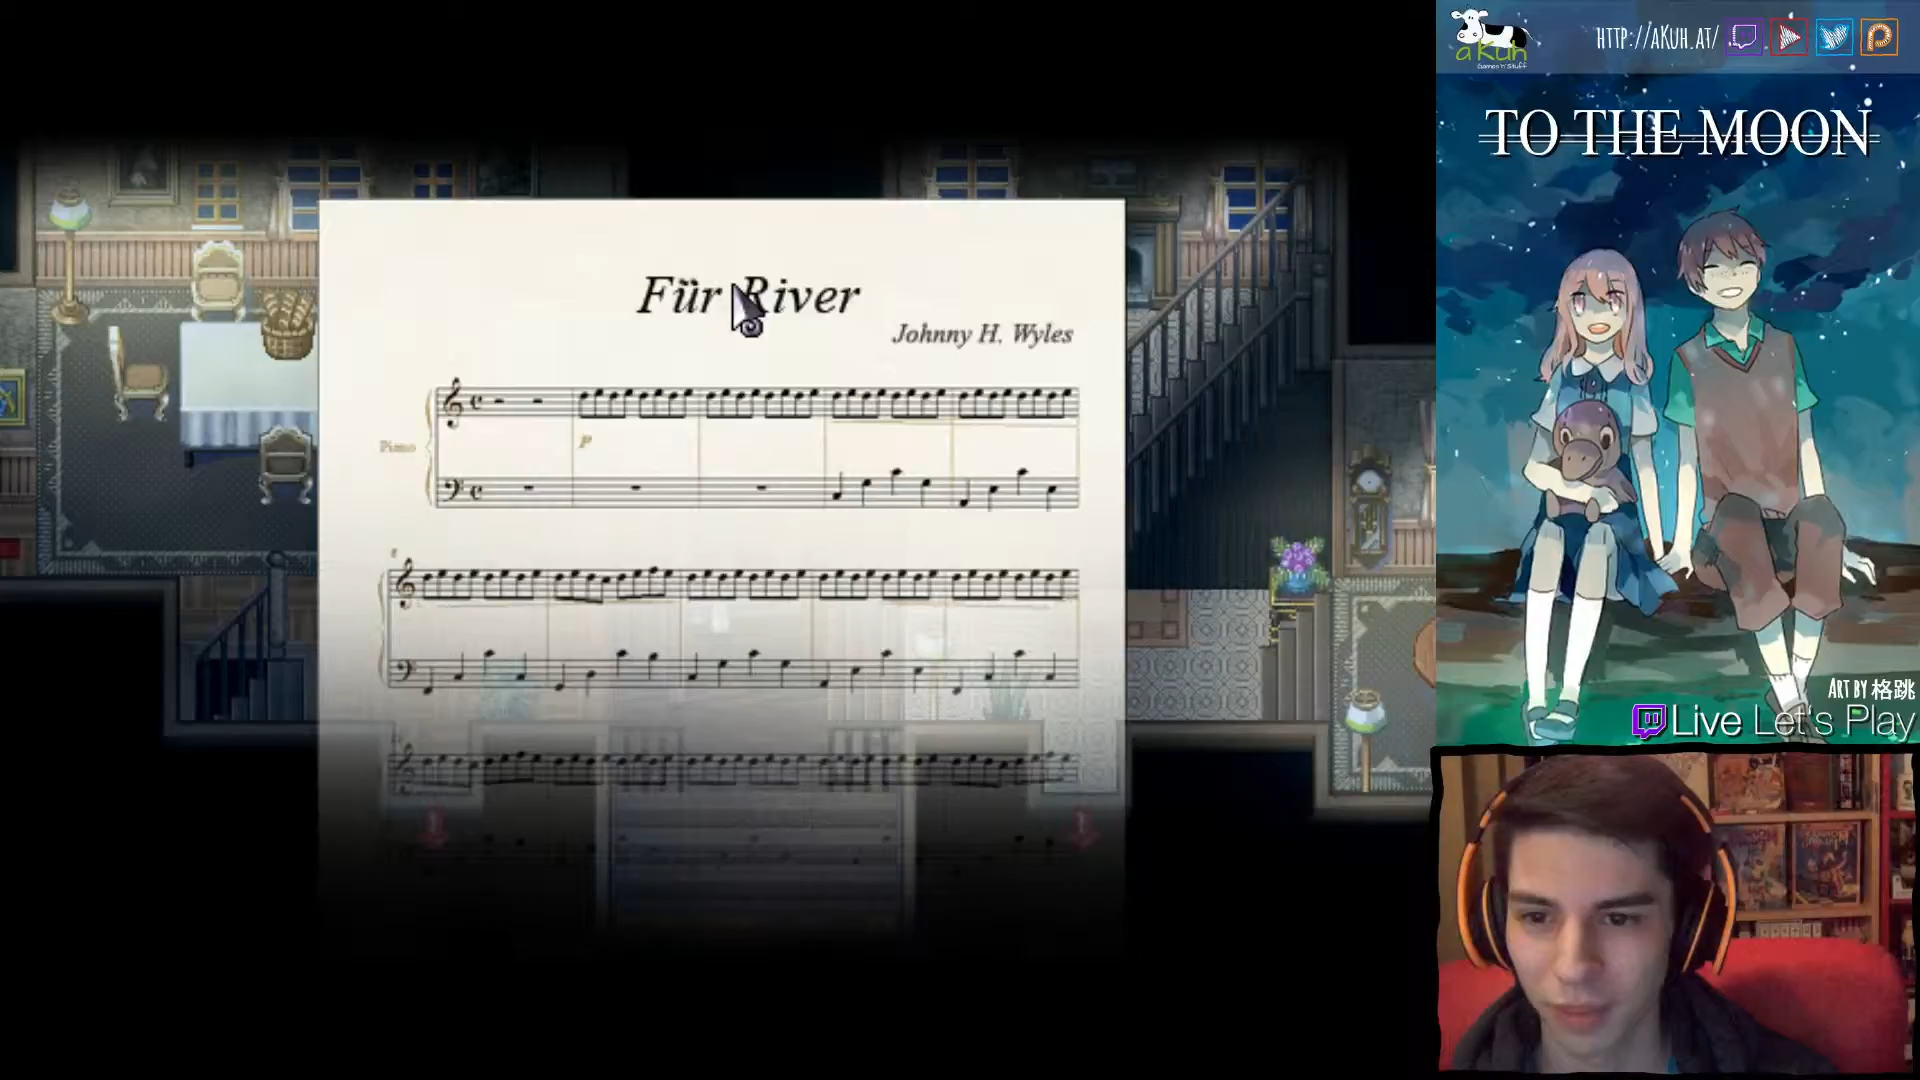 Für River
Johnny H. Wyles
Piano
p
a Kuh
Games'n'Stuff
HTTP://AKUH.AT/
TO THE MOON
ART BY 格跳
Live Let's Play